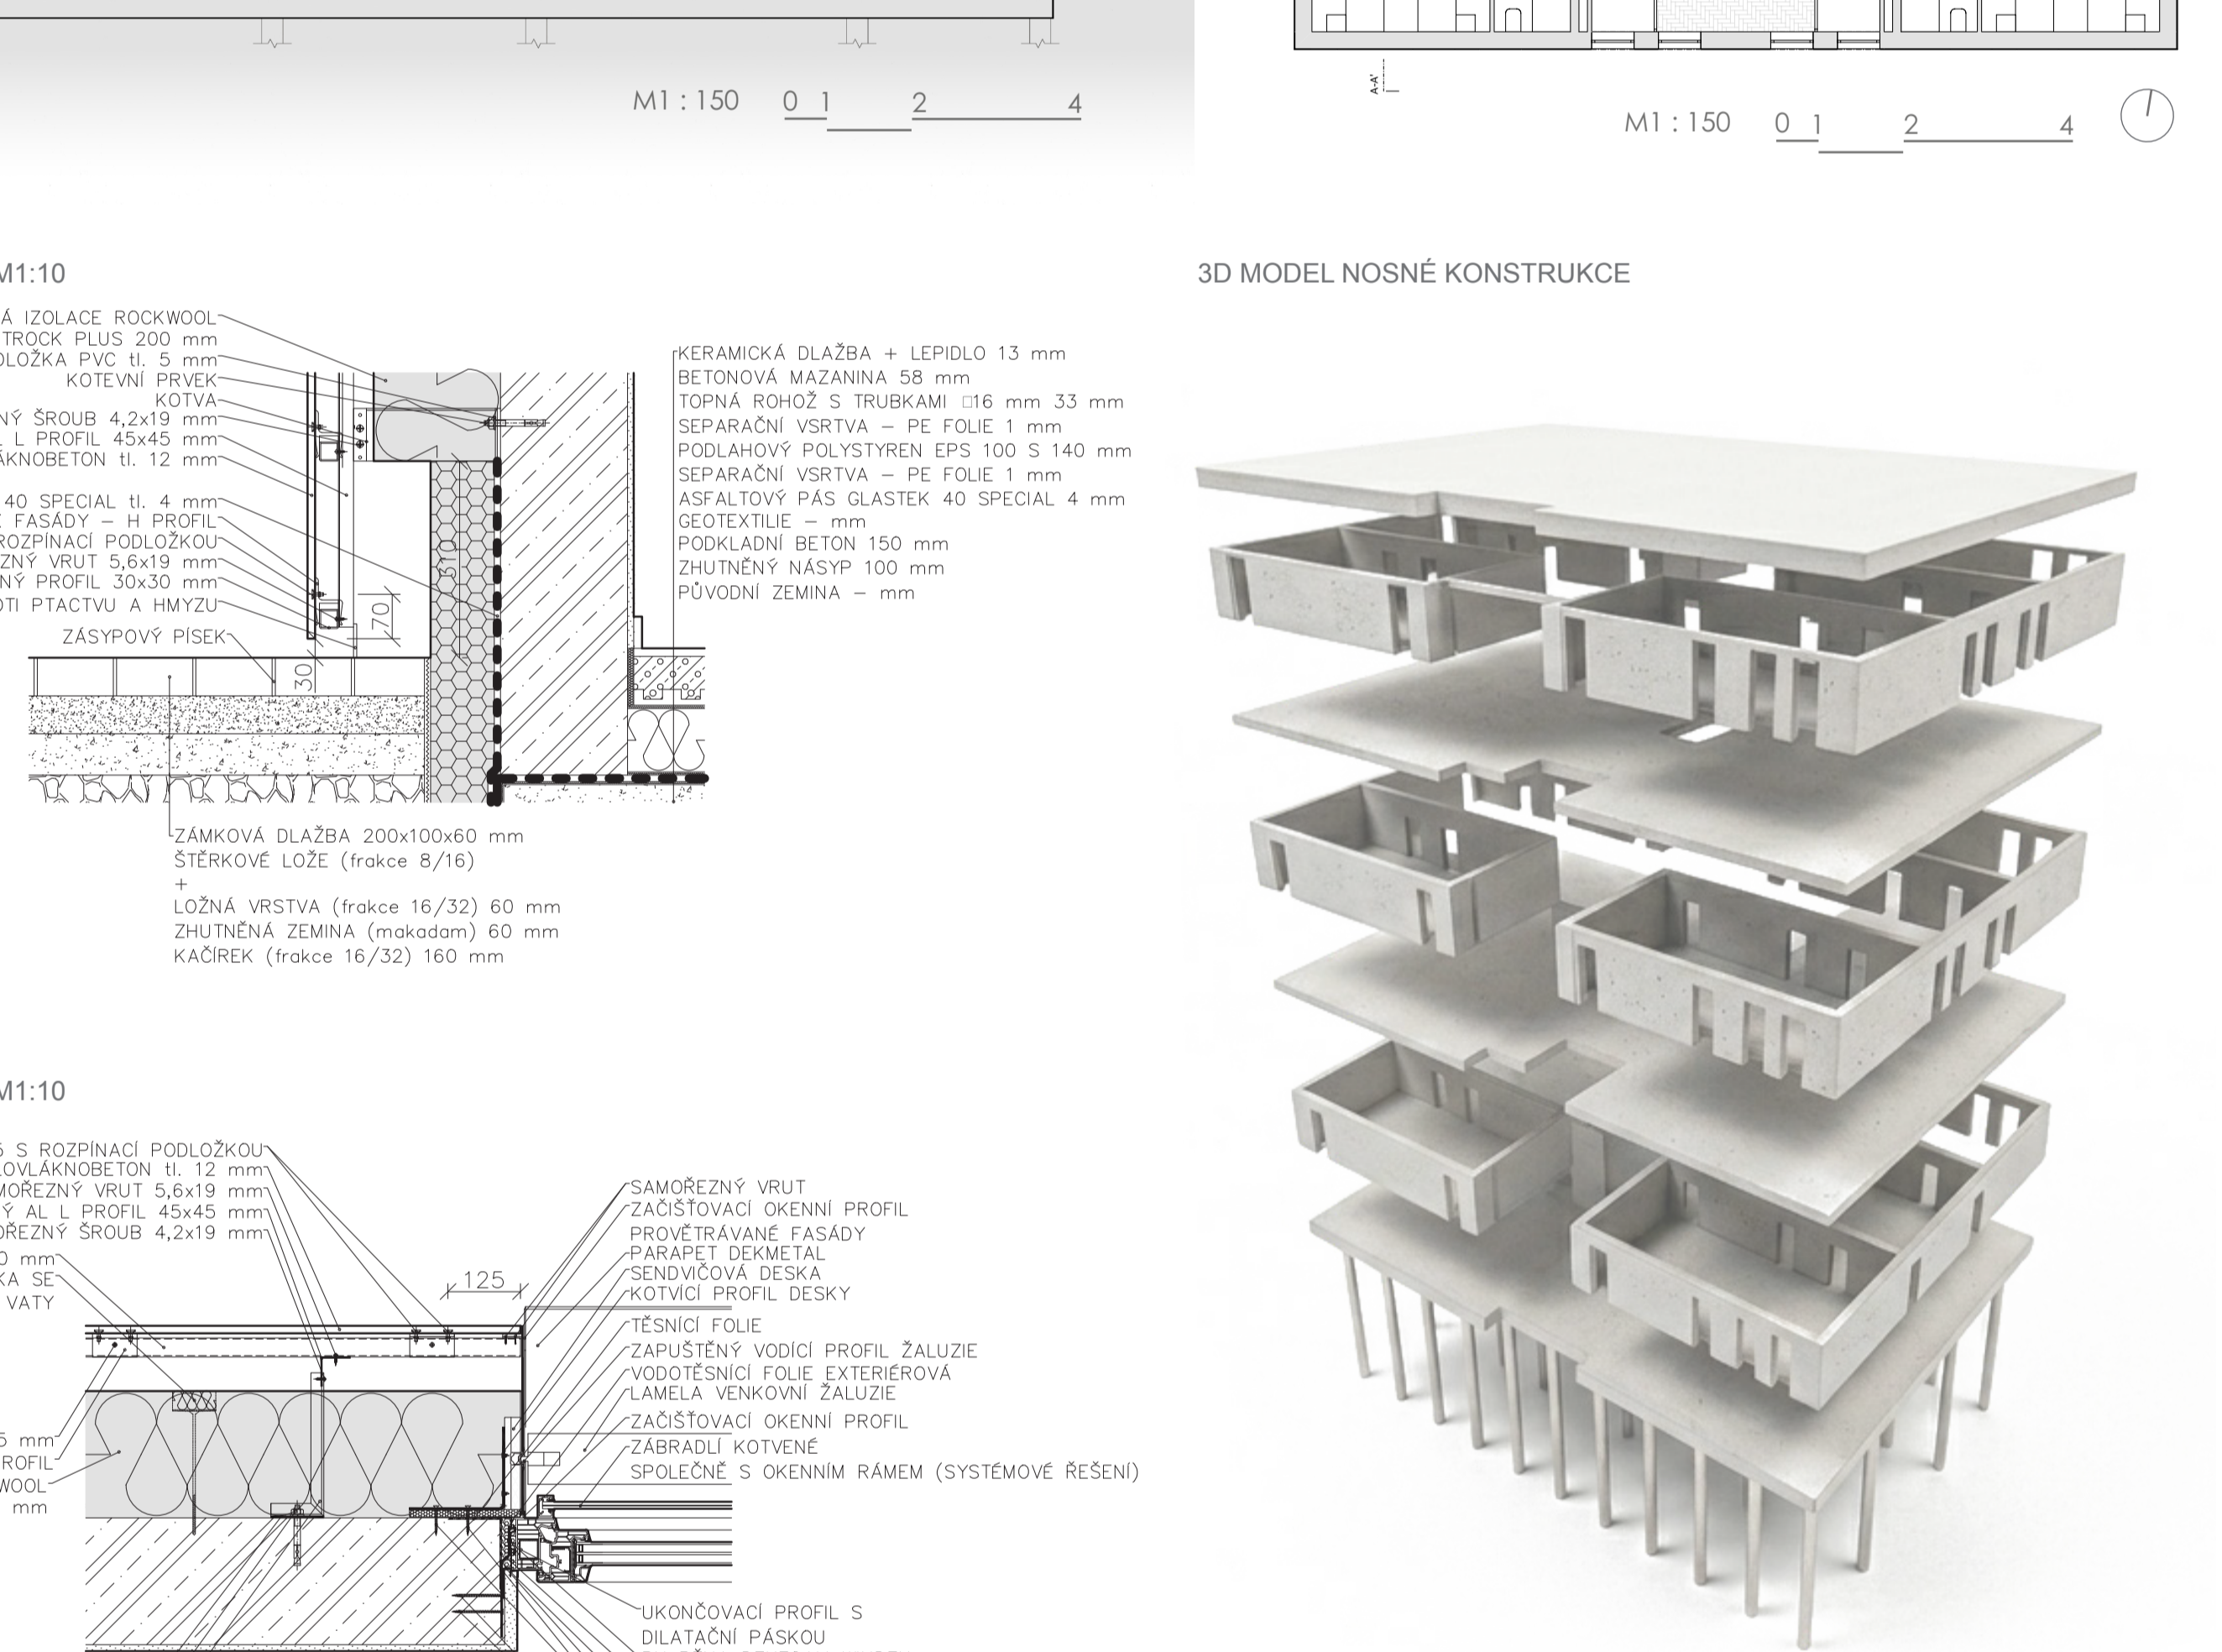 A-A'
M1 : 150 0 1 2 4
M1 : 150 0 1 2 4
M1:10
3D MODEL NOSNÉ KONSTRUKCE
Á IZOLACE ROCKWOOL
TROCK PLUS 200 mm
OLOŽKA PVC tl. 5 mm
KOTEVNÍ PRVEK
KOTVA
NÝ ŠROUB 4,2x19 mm
L L PROFIL 45x45 mm
ÁKNOBETON tl. 12 mm
40 SPECIAL tl. 4 mm
FASÁDY – H PROFIL
ROZPÍNACÍ PODLOŽKOU
ZNÝ VRUT 5,6x19 mm
NÝ PROFIL 30x30 mm
OTI PTACTVU A HMYZU
ZÁSYPOVÝ PÍSEK
310
70
30
KERAMICKÁ DLAŽBA + LEPIDLO 13 mm
BETONOVÁ MAZANINA 58 mm
TOPNÁ ROHOŽ S TRUBKAMI □16 mm 33 mm
SEPARAČNÍ VSRTVA – PE FOLIE 1 mm
PODLAHOVÝ POLYSTYREN EPS 100 S 140 mm
SEPARAČNÍ VSRTVA – PE FOLIE 1 mm
ASFALTOVÝ PÁS GLASTEK 40 SPECIAL 4 mm
GEOTEXTILIE – mm
PODKLADNÍ BETON 150 mm
ZHUTNĚNÝ NÁSYP 100 mm
PŮVODNÍ ZEMINA – mm
ZÁMKOVÁ DLAŽBA 200x100x60 mm
ŠTĚRKOVÉ LOŽE (frakce 8/16)
+
LOŽNÁ VRSTVA (frakce 16/32) 60 mm
ZHUTNĚNÁ ZEMINA (makadam) 60 mm
KAČÍREK (frakce 16/32) 160 mm
M1:10
S ROZPÍNACÍ PODLOŽKOU
LOVLÁKNOBETON tl. 12 mm
MOŘEZNÝ VRUT 5,6x19 mm
Ý AL L PROFIL 45x45 mm
OŘEZNÝ ŠROUB 4,2x19 mm
0 mm
KA SE
VATY
5 mm
ROFIL
WOOL
mm
125
SAMOŘEZNÝ VRUT
ZAČIŠŤOVACÍ OKENNÍ PROFIL
PROVĚTRÁVANÉ FASÁDY
PARAPET DEKMETAL
SENDVIČOVÁ DESKA
KOTVÍCÍ PROFIL DESKY
TĚSNÍCÍ FOLIE
ZAPUŠTĚNÝ VODÍCÍ PROFIL ŽALUZIE
VODOTĚSNÍCÍ FOLIE EXTERIÉROVÁ
LAMELA VENKOVNÍ ŽALUZIE
ZAČIŠŤOVACÍ OKENNÍ PROFIL
ZÁBRADLÍ KOTVENÉ
SPOLEČNĚ S OKENNÍM RÁMEM (SYSTÉMOVÉ ŘEŠENÍ)
UKONČOVACÍ PROFIL S
DILATAČNÍ PÁSKOU